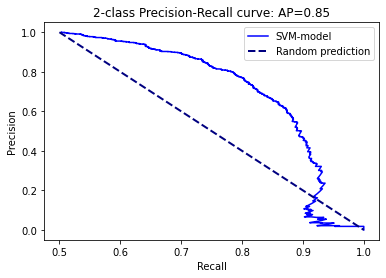 2-class Precision-Recall curve: AP=0.85
SVM-model
Random prediction
Precision
1.0
0.8
0.6
0.4
0.2
0.0
0.5
0.6
0.7
0.8
0.9
1.0
Recall